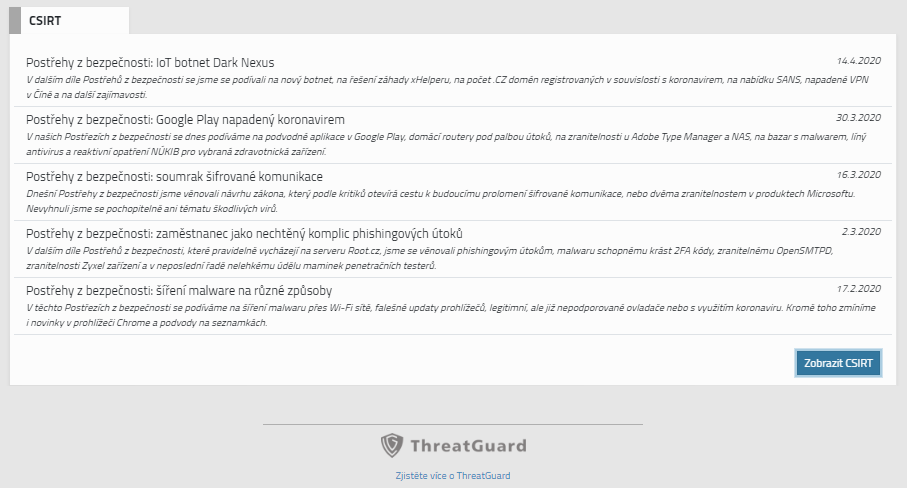 CSIRT
Postřehy z bezpečnosti: IoT botnet Dark Nexus
14.4.2020
V dalším díle Postřehů z bezpečnosti se jsme se podívali na nový botnet, na řešení záhady xHelperu, na počet .CZ domén registrovaných v souvislosti s koronavirem, na nabídku SANS, napadené VPN
v Číně a na další zajímavosti.
Postřehy z bezpečnosti: Google Play napadený koronavirem
30.3.2020
V našich Postřezích z bezpečnosti se dnes podíváme na podvodné aplikace v Google Play, domácí routery pod palbou útoků, na zranitelnosti u Adobe Type Manager a NAS, na bazar s malwarem, líný
antivirus a reaktivní opatření NÚKIB pro vybraná zdravotnická zařízení.
Postřehy z bezpečnosti: soumrak šifrované komunikace
16.3.2020
Dnešní Postřehy z bezpečnosti jsme věnovali návrhu zákona, který podle kritiků otevírá cestu k budoucímu prolomení šifrované komunikace, nebo dvěma zranitelnostem v produktech Microsoftu.
Nevyhnuli jsme se pochopitelně ani tématu škodlivých virů.
Postřehy z bezpečnosti: zaměstnanec jako nechtěný komplic phishingových útoků
2.3.2020
V dalším díle Postřehů z bezpečnosti, které pravidelně vycházejí na serveru Root.cz, jsme se věnovali phishingovým útokům, malwaru schopnému krást 2FA kódy, zranitelnému OpenSMTPD,
zranitelnosti Zyxel zařízení a v neposlední řadě nelehkému údělu maminek penetračních testerů.
Postřehy z bezpečnosti: šíření malware na různé způsoby
17.2.2020
V těchto Postřezích z bezpečnosti se podíváme na šíření malwaru přes Wi-Fi sítě, falešné updaty prohlížečů, legitimní, ale již nepodporované ovladače nebo s využitím koronaviru. Kromě toho zmíníme
i novinky v prohlížeči Chrome a podvody na seznamkách.
Zobrazit CSIRT
ThreatGuard
Zjistěte více o ThreatGuard